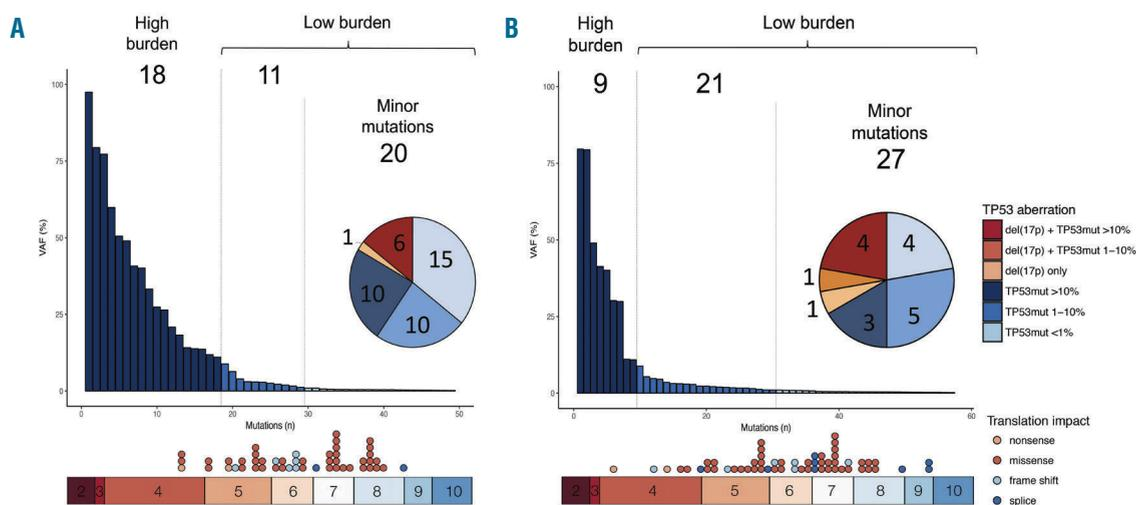 A
High
burden
18
Low burden
11
Minor
mutations
20
VAF (%)
100
75
50
25
0
1
6
15
10
10
0
10
20
30
40
50
Mutations (n)
2
3
4
5
6
7
8
9
10
B
High
burden
9
Low burden
21
Minor
mutations
27
VAF (%)
100
75
50
25
0
4
4
1
1
3
5
0
20
40
60
Mutations (n)
2
3
4
5
6
7
8
9
10
TP53 aberration
del(17p) + TP53mut >10%
del(17p) + TP53mut 1–10%
del(17p) only
TP53mut >10%
TP53mut 1–10%
TP53mut <1%
Translation impact
nonsense
missense
frame shift
splice